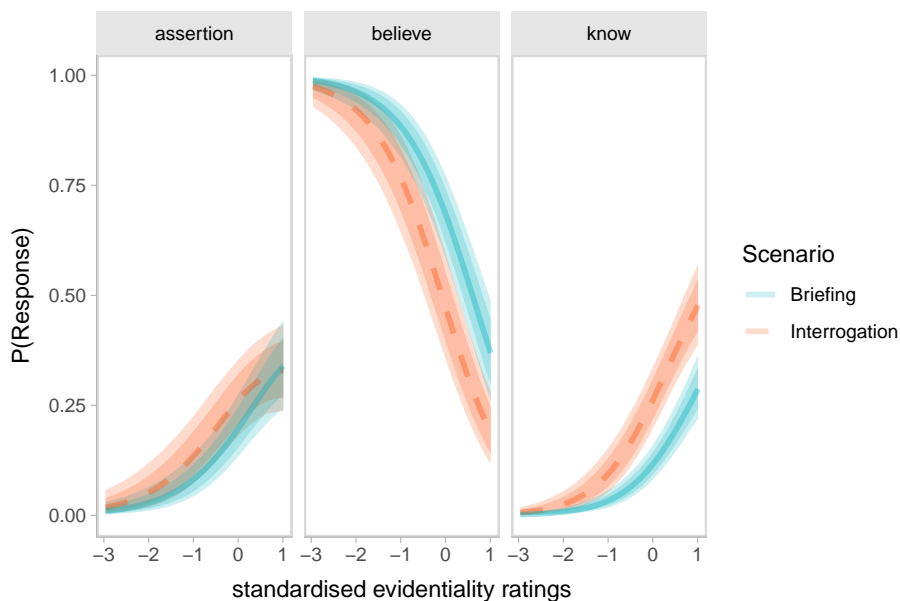 assertion
believe
know
P(Response)
1.00
0.75
0.50
0.25
0.00
−3 −2 −1 0 1
−3 −2 −1 0 1
−3 −2 −1 0 1
standardised evidentiality ratings
Scenario
Briefing
Interrogation